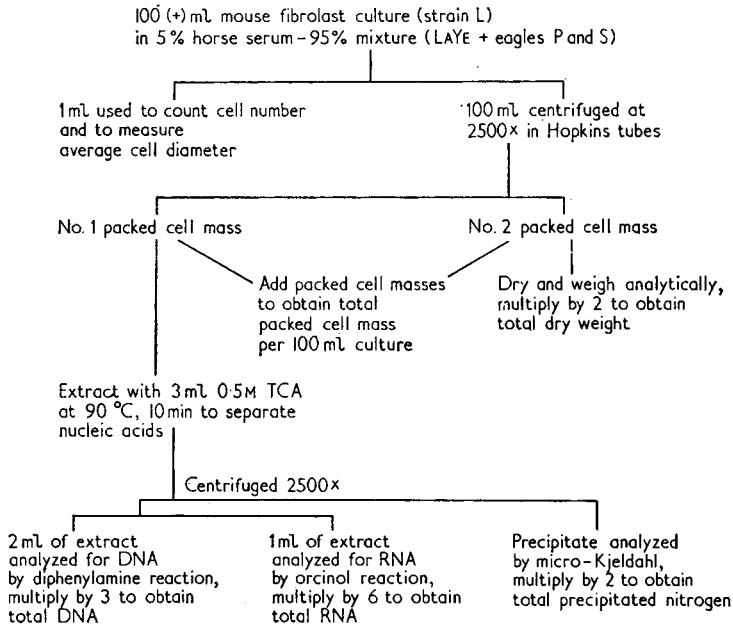 100 (+) ml mouse fibrolast culture (strain L)
in 5% horse serum – 95% mixture (LAYE + eagles P and S)
1 ml used to count cell number
and to measure
average cell diameter
100 ml centrifuged at
2500× in Hopkins tubes
No. 1 packed cell mass
No. 2 packed cell mass
Add packed cell masses
to obtain total
packed cell mass
per 100 ml culture
Dry and weigh analytically,
multiply by 2 to obtain
total dry weight
Extract with 3 ml 0·5M TCA
at 90 °C, 10 min to separate
nucleic acids
Centrifuged 2500×
2 ml of extract
analyzed for DNA
by diphenylamine reaction,
multiply by 3 to obtain
total DNA
1 ml of extract
analyzed for RNA
by orcinol reaction,
multiply by 6 to obtain
total RNA
Precipitate analyzed
by micro-Kjeldahl,
multiply by 2 to obtain
total precipitated nitrogen